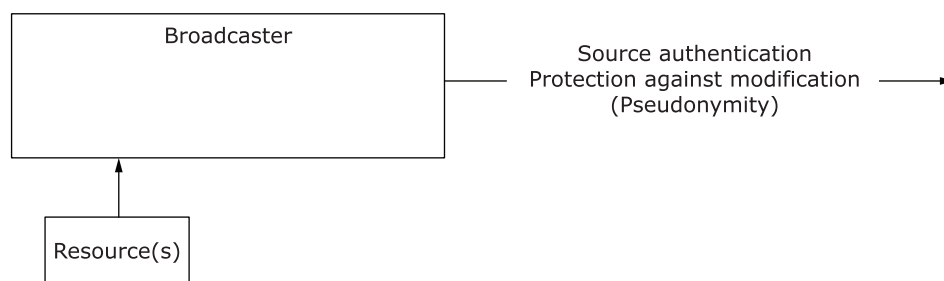 Broadcaster
Source authentication
Protection against modification
(Pseudonymity)
Resource(s)